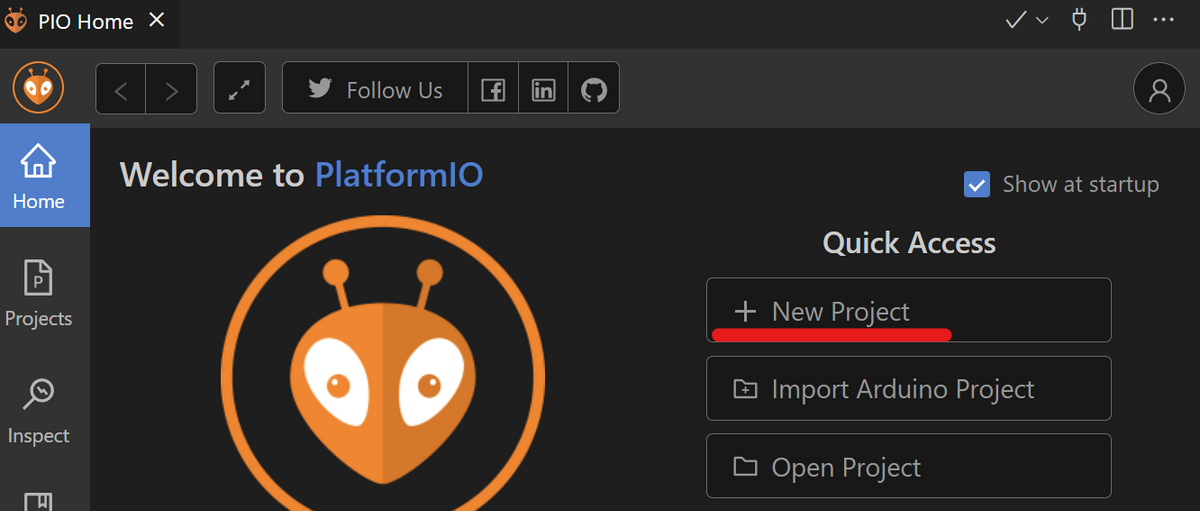 PIO Home
Follow Us
Home
Welcome to PlatformIO
Show at startup
Quick Access
Projects
New Project
Import Arduino Project
Inspect
Open Project